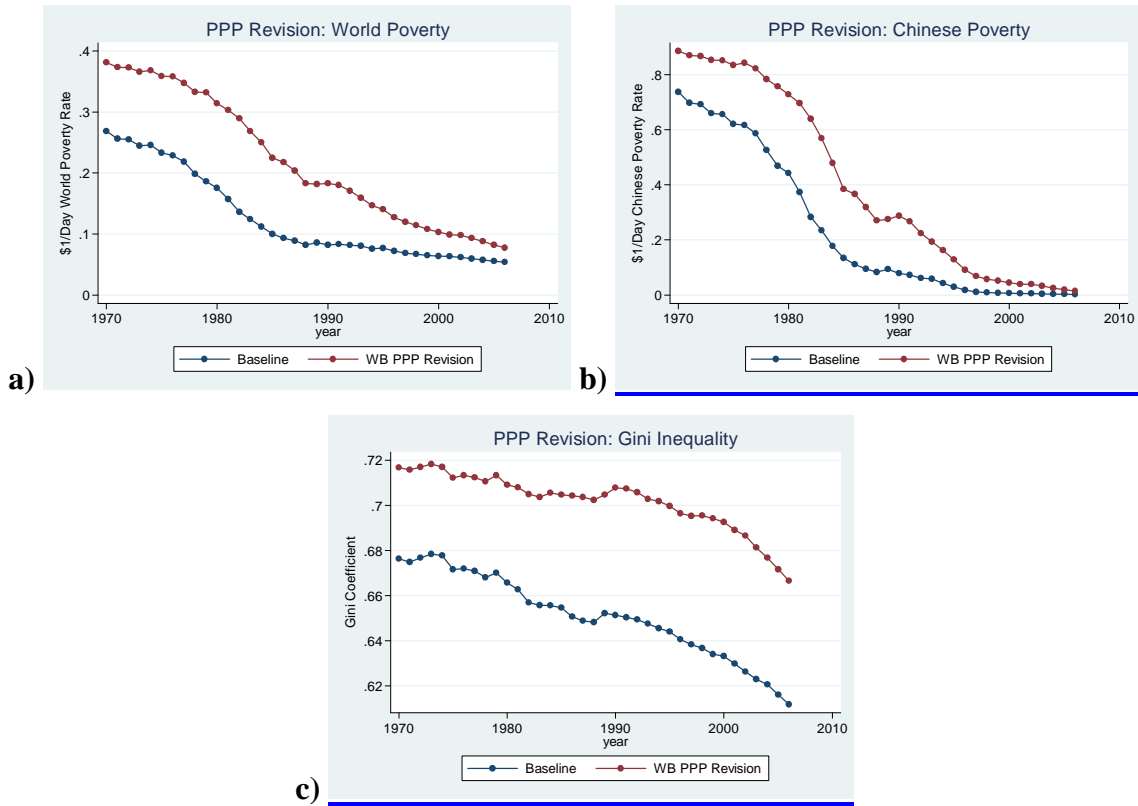 PPP Revision: World Poverty
$1/Day World Poverty Rate
.4
.3
.2
.1
0
1970 1980 1990 2000 2010
year
Baseline WB PPP Revision
a)
PPP Revision: Chinese Poverty
$1/Day Chinese Poverty Rate
.8
.6
.4
.2
0
1970 1980 1990 2000 2010
year
Baseline WB PPP Revision
b)
PPP Revision: Gini Inequality
Gini Coefficient
.72
.7
.68
.66
.64
.62
1970 1980 1990 2000 2010
year
Baseline WB PPP Revision
c)